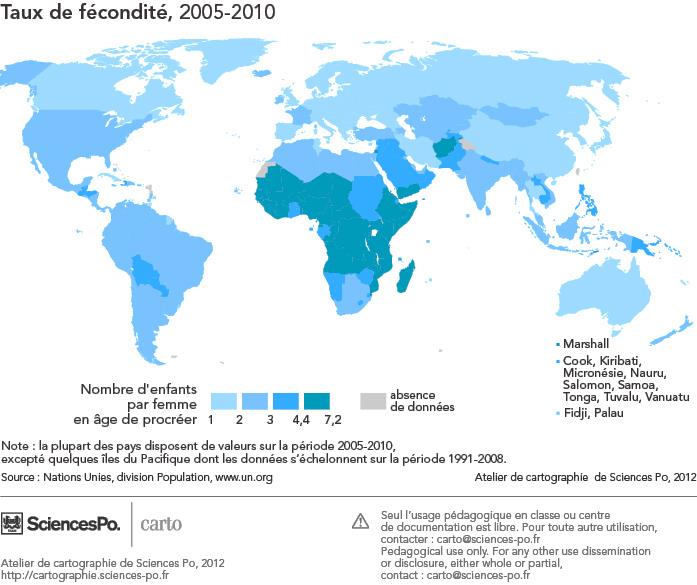 Taux de fécondité, 2005-2010
Marshall
Cook, Kiribati,
Micronésie, Nauru,
Salomon, Samoa,
Tonga, Tuvalu, Vanuatu
Fidji, Palau
Nombre d'enfants
par femme
en âge de procréer
1 2 3 4,4 7,2
absence
de données
Note : la plupart des pays disposent de valeurs sur la période 2005-2010,
excepté quelques îles du Pacifique dont les données s'échelonnent sur la période 1991-2008.
Source : Nations Unies, division Population, www.un.org
Atelier de cartographie de Sciences Po, 2012
SciencesPo. carto
Atelier de cartographie de Sciences Po, 2012
http://cartographie.sciences-po.fr
Seul l'usage pédagogique en classe ou centre
de documentation est libre. Pour toute autre utilisation,
contacter : carto@sciences-po.fr
Pedagogical use only. For any other use dissemination
or disclosure, either whole or partial,
contact : carto@sciences-po.fr